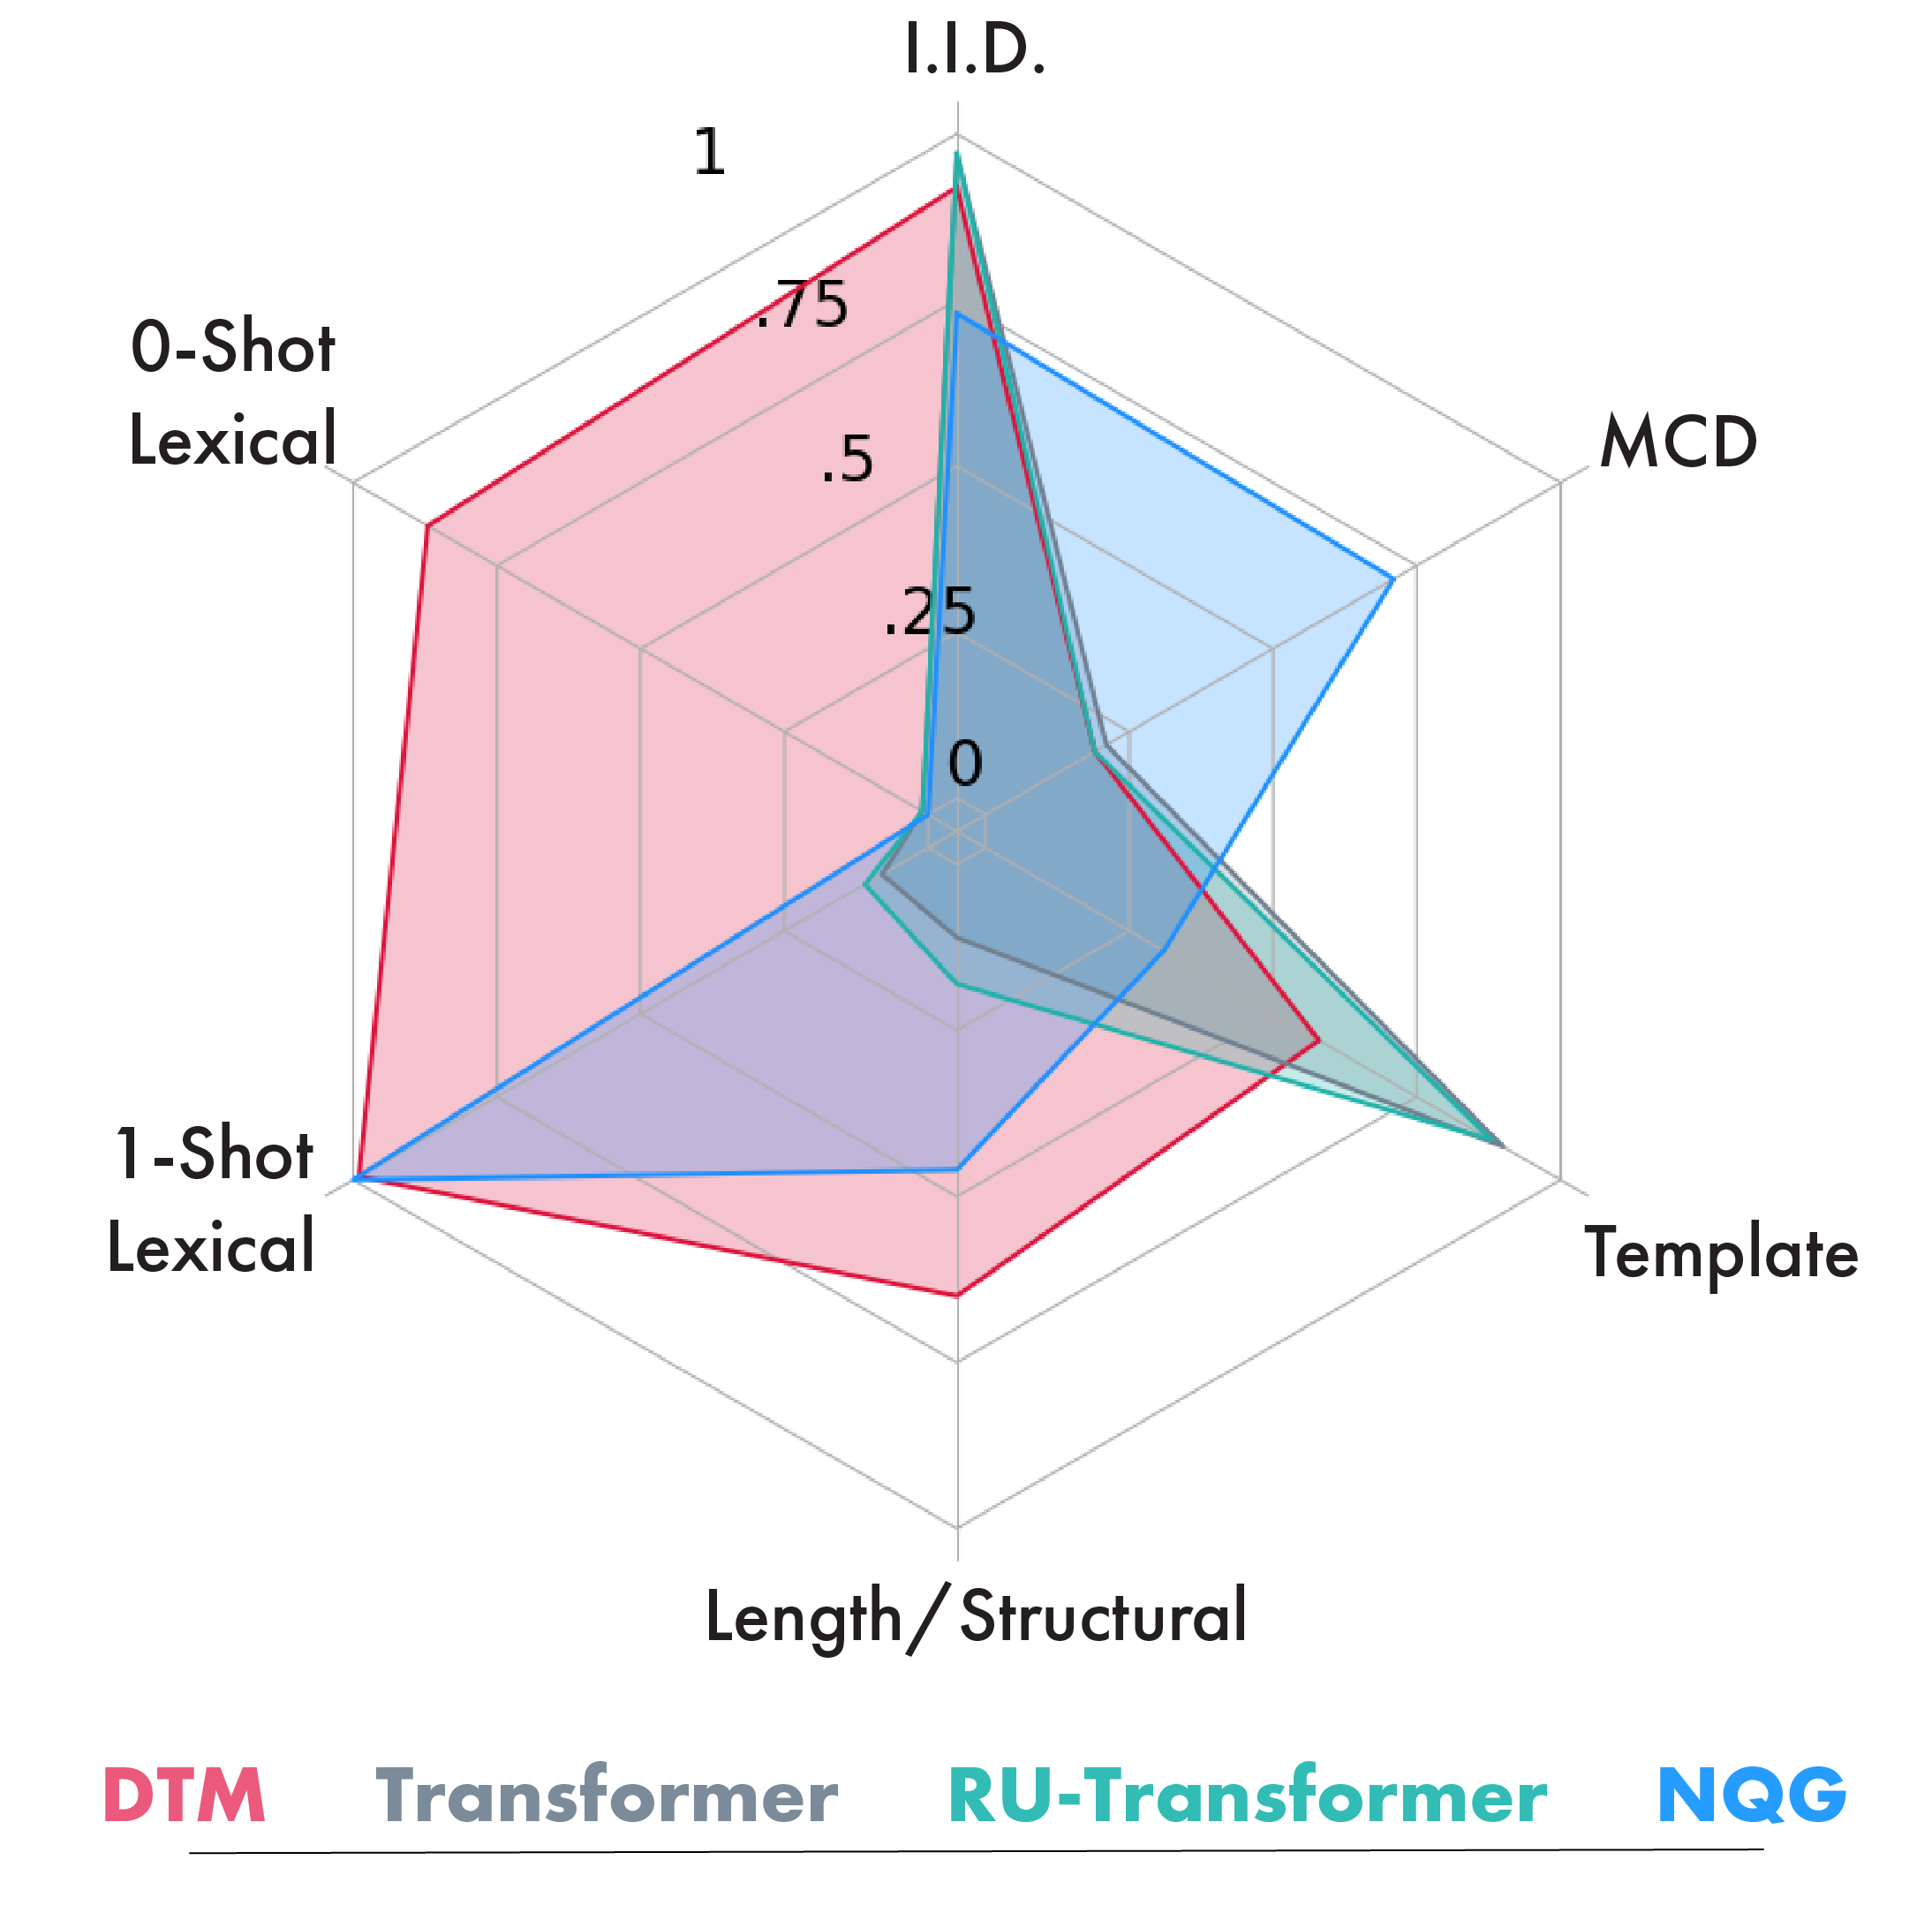 I.I.D.
1
.75
0-Shot
Lexical
MCD
.5
.25
0
1-Shot
Lexical
Template
Length/Structural
DTM Transformer RU-Transformer NQG